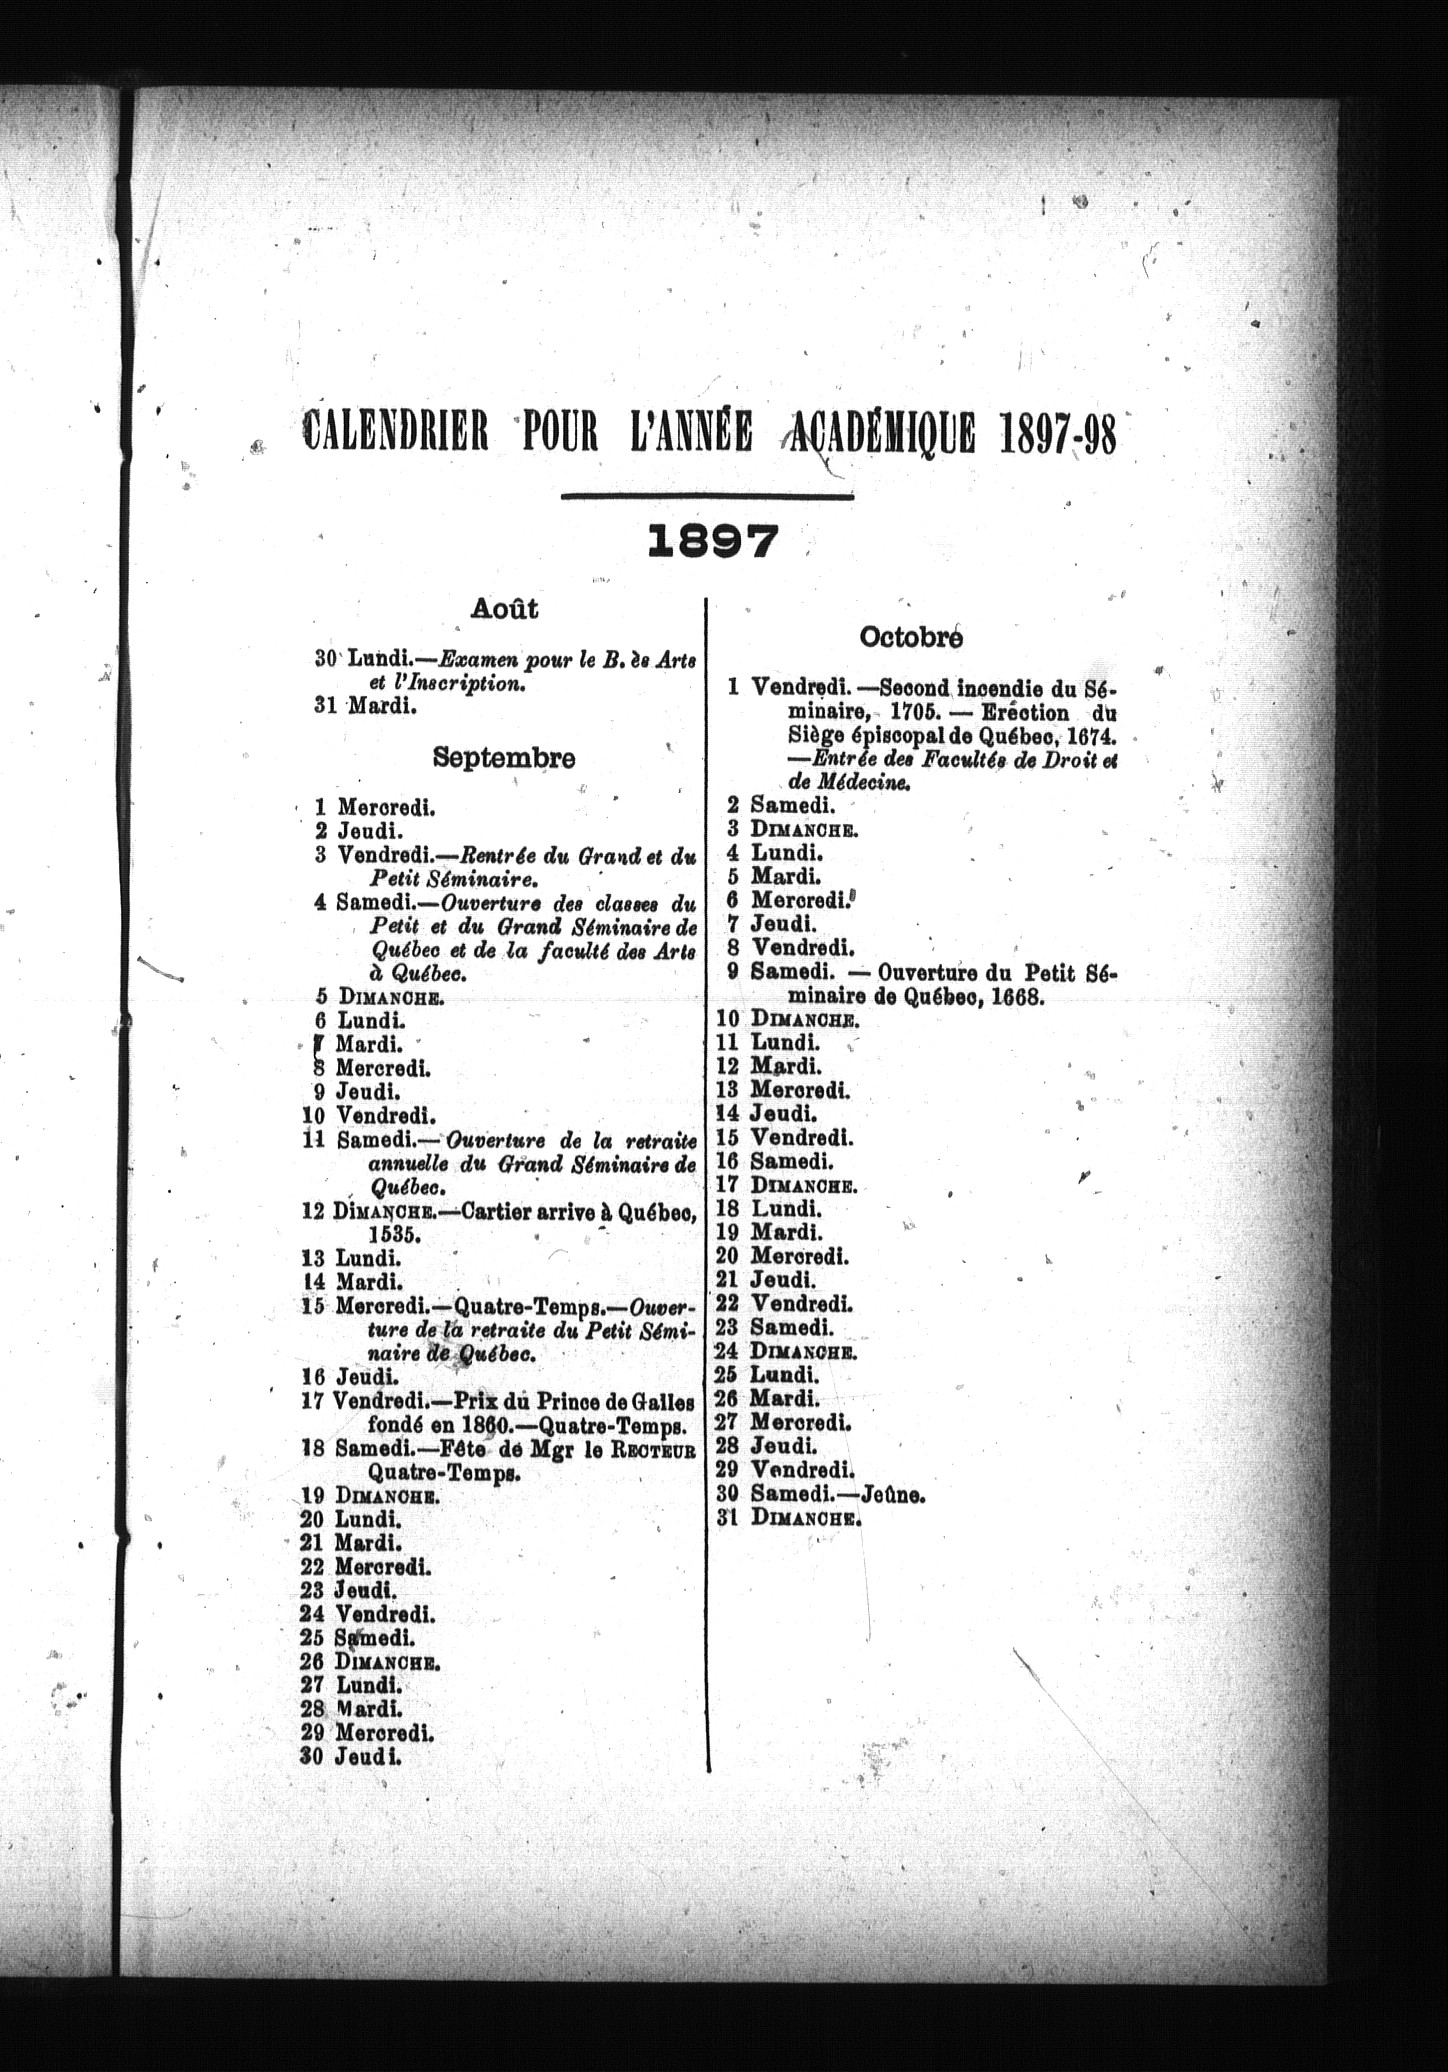 CALENDRIER POUR L'ANNÉE ACADÉMIQUE 1897-98
1897
Août
30 Lundi.—Examen pour le B. ès Arts
et l'Inscription.
31 Mardi.
Septembre
1 Mercredi.
2 Jeudi.
3 Vendredi.—Rentrée du Grand et du
Petit Séminaire.
4 Samedi.—Ouverture des classes du
Petit et du Grand Séminaire de
Québec et de la faculté des Arts
à Québec.
5 DIMANCHE.
6 Lundi.
7 Mardi.
8 Mercredi.
9 Jeudi.
10 Vendredi.
11 Samedi.—Ouverture de la retraite
annuelle du Grand Séminaire de
Québec.
12 DIMANCHE.—Cartier arrive à Québec,
1535.
13 Lundi.
14 Mardi.
15 Mercredi.—Quatre-Temps.—Ouver-
ture de la retraite du Petit Sémi-
naire de Québec.
16 Jeudi.
17 Vendredi.—Prix du Prince de Galles
fondé en 1860.—Quatre-Temps.
18 Samedi.—Fête de Mgr le RECTEUR
Quatre-Temps.
19 DIMANCHE.
20 Lundi.
21 Mardi.
22 Mercredi.
23 Jeudi.
24 Vendredi.
25 Samedi.
26 DIMANCHE.
27 Lundi.
28 Mardi.
29 Mercredi.
30 Jeudi.
Octobre
1 Vendredi.—Second incendie du Sé-
minaire, 1705. — Erection du
Siège épiscopal de Québec, 1674.
—Entrée des Facultés de Droit et
de Médecine.
2 Samedi.
3 DIMANCHE.
4 Lundi.
5 Mardi.
6 Mercredi.
7 Jeudi.
8 Vendredi.
9 Samedi. — Ouverture du Petit Sé-
minaire de Québec, 1668.
10 DIMANCHE.
11 Lundi.
12 Mardi.
13 Mercredi.
14 Jeudi.
15 Vendredi.
16 Samedi.
17 DIMANCHE.
18 Lundi.
19 Mardi.
20 Mercredi.
21 Jeudi.
22 Vendredi.
23 Samedi.
24 DIMANCHE.
25 Lundi.
26 Mardi.
27 Mercredi.
28 Jeudi.
29 Vendredi.
30 Samedi.—Jeûne.
31 DIMANCHE.